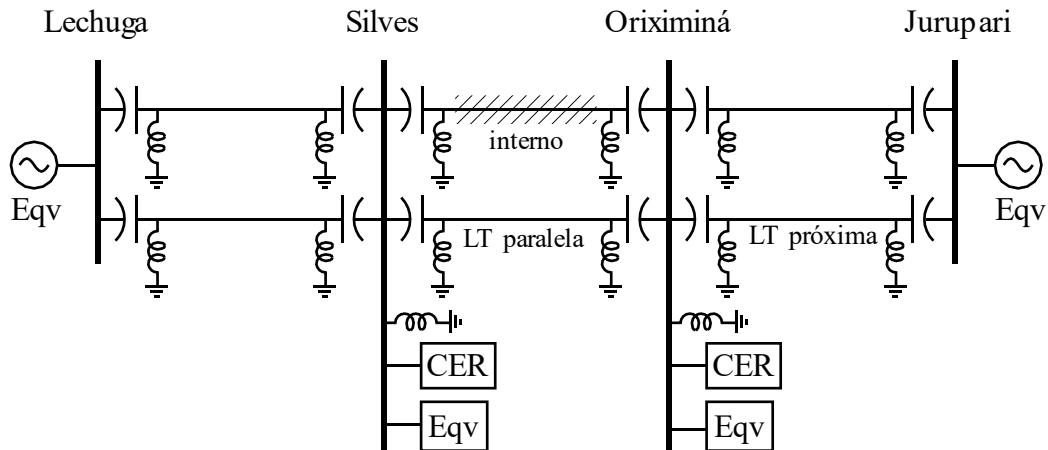 Lechuga Silves Oriximiná Jurupari
interno
Eqv Eqv
LT paralela LT próxima
CER CER
Eqv Eqv